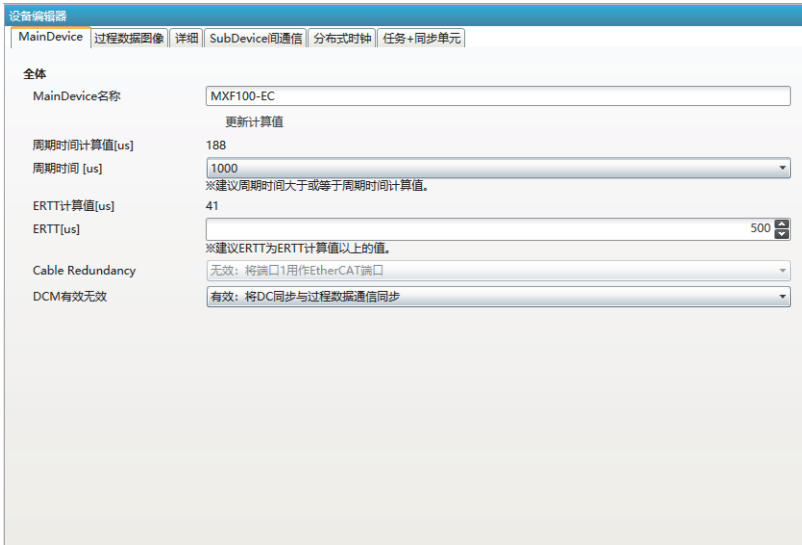 设备编辑器
MainDevice 过程数据图像 详细 SubDevice间通信 分布式时钟 任务+同步单元
全体
MainDevice名称 MXF100-EC
更新计算值
周期时间计算值[us] 188
周期时间 [us] 1000
※建议周期时间大于或等于周期时间计算值。
ERTT计算值[us] 41
ERTT[us] 500
※建议ERTT为ERTT计算值以上的值。
Cable Redundancy 无效：将端口1用作EtherCAT端口
DCM有效无效 有效：将DC同步与过程数据通信同步